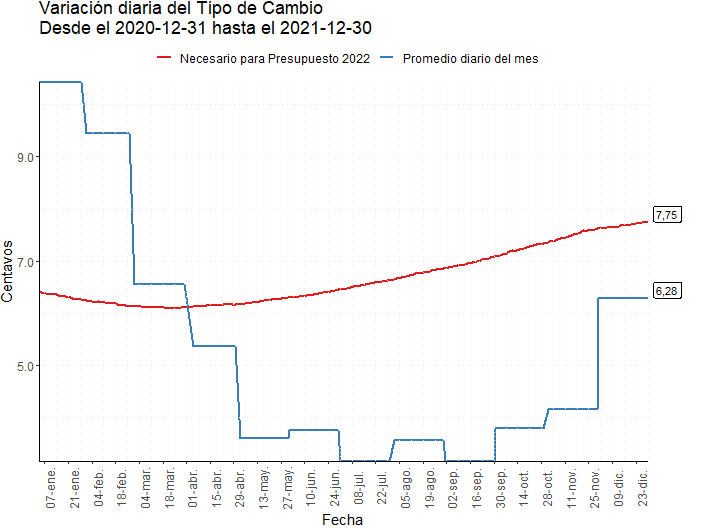 Variación diaria del Tipo de Cambio
Desde el 2020-12-31 hasta el 2021-12-30
Necesario para Presupuesto 2022 Promedio diario del mes
Centavos
9.0
7.0
5.0
7,75
6,28
07-ene.
21-ene.
04-feb.
18-feb.
04-mar.
18-mar.
01-abr.
15-abr.
29-abr.
13-may.
27-may.
10-jun.
24-jun.
08-jul.
22-jul.
05-ago.
19-ago.
02-sep.
16-sep.
30-sep.
14-oct.
28-oct.
11-nov.
25-nov.
09-dic.
23-dic.
Fecha